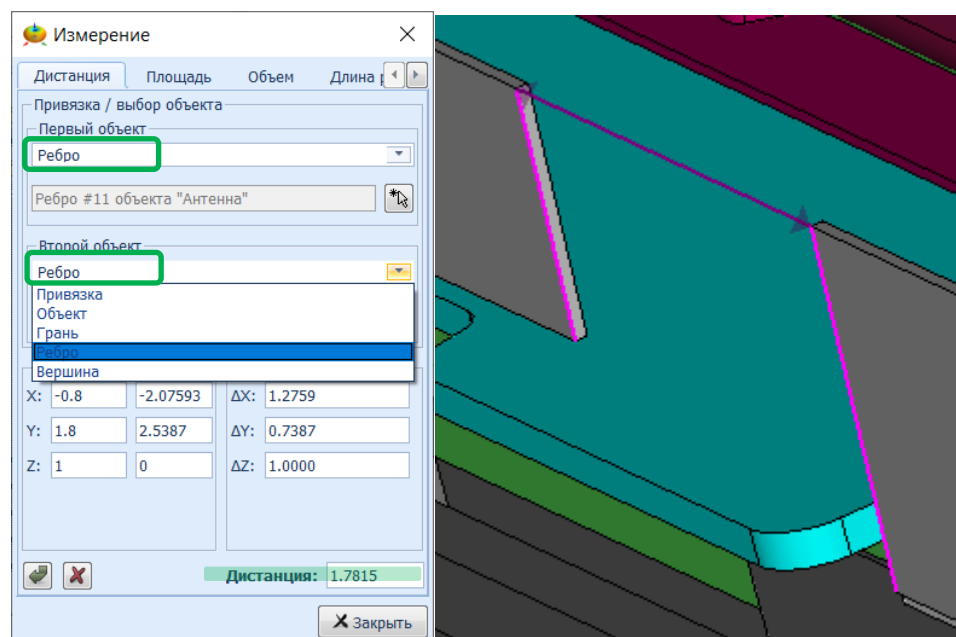 Измерение
Дистанция Площадь Объем Длина р
Привязка / выбор объекта
Первый объект
Ребро
Ребро #11 объекта "Антенна"
Второй объект
Ребро
Привязка
Объект
Грань
Ребро
Вершина
X: -0.8 -2.07593 ΔX: 1.2759
Y: 1.8 2.5387 ΔY: 0.7387
Z: 1 0 ΔZ: 1.0000
Дистанция: 1.7815
Закрыть